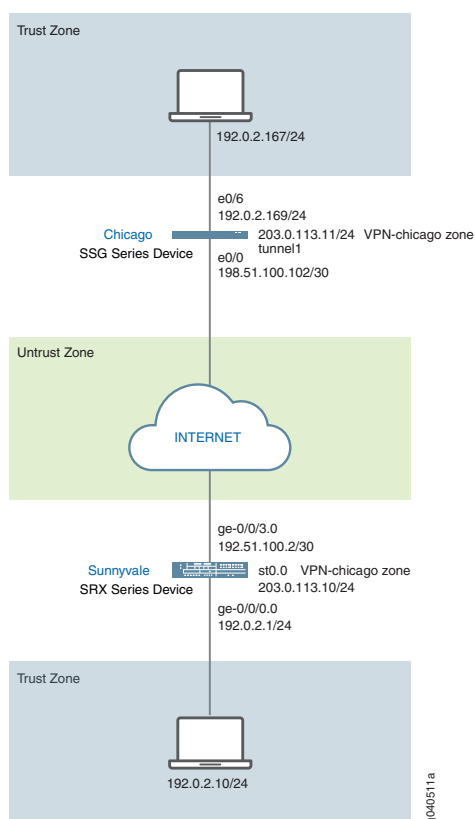 Trust Zone
192.0.2.167/24
e0/6
192.0.2.169/24
Chicago
SSG Series Device
203.0.113.11/24 VPN-chicago zone
tunnel1
e0/0
198.51.100.102/30
Untrust Zone
INTERNET
ge-0/0/3.0
192.51.100.2/30
Sunnyvale
SRX Series Device
st0.0 VPN-chicago zone
203.0.113.10/24
ge-0/0/0.0
192.0.2.1/24
Trust Zone
192.0.2.10/24
g040511a